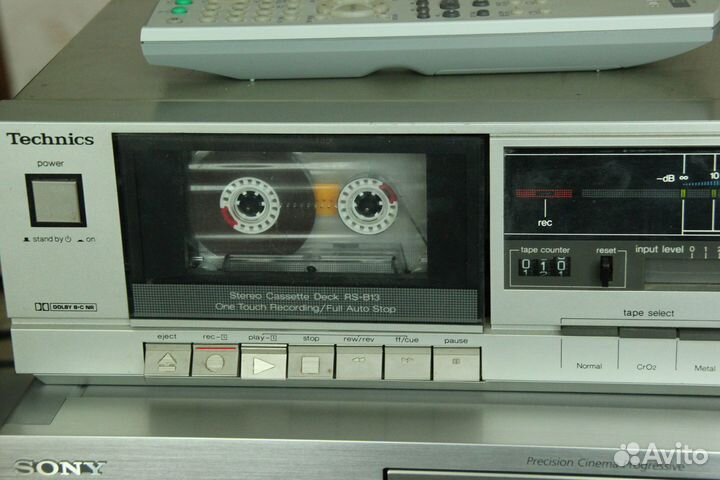 Technics
power
stand by on
DOLBY B-C NR
Stereo Cassette Deck RS-B13
One Touch Recording/Full Auto Stop
eject rec play stop rew/rev ff/cue pause
-dB ∞ 10
rec
tape counter reset input level 0 1 2
010
tape select
Normal CrO2 Metal
SONY
Precision Cinema Progressive
Avito